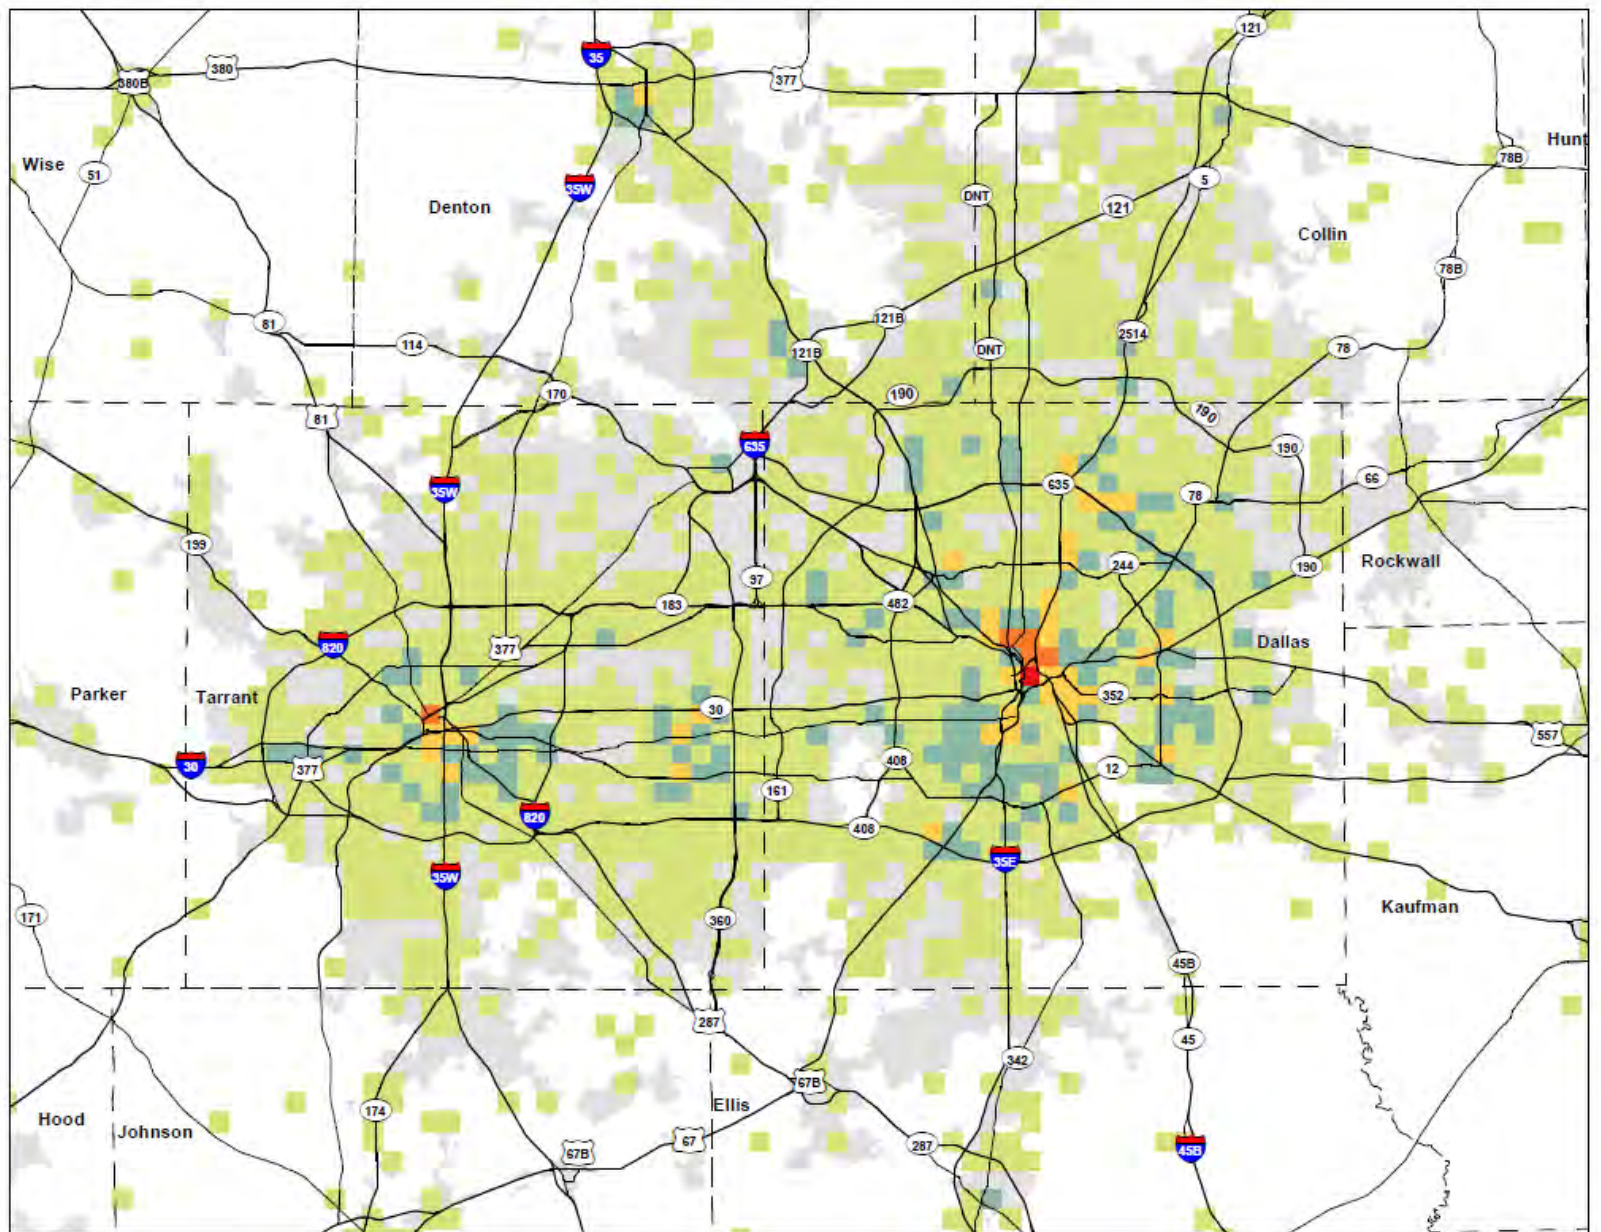 121
35
380
380B
377
Hunt
78B
Wise
51
5
35W
DNT
121
Denton
Collin
78B
121B
81
2514
114
121B
DNT
78
170
190
81
190
635
190
66
635
35W
78
199
Rockwall
244
190
97
183
482
820
377
Dallas
Parker
Tarrant
352
30
557
30
377
408
12
161
820
408
35E
35W
Kaufman
171
360
45B
287
45
342
67B
Ellis
174
Hood
Johnson
67
287
67B
45B